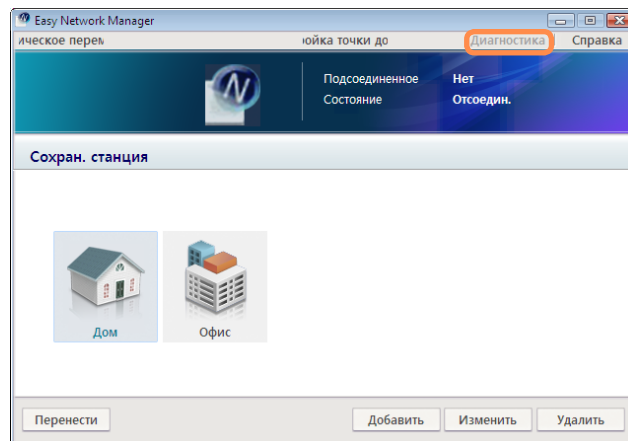 Easy Network Manager
ическое перем ройка точки до Диагностика Справка
Подсоединенное Нет
Состояние Отсоедин.
Сохран. станция
Дом Офис
Перенести Добавить Изменить Удалить